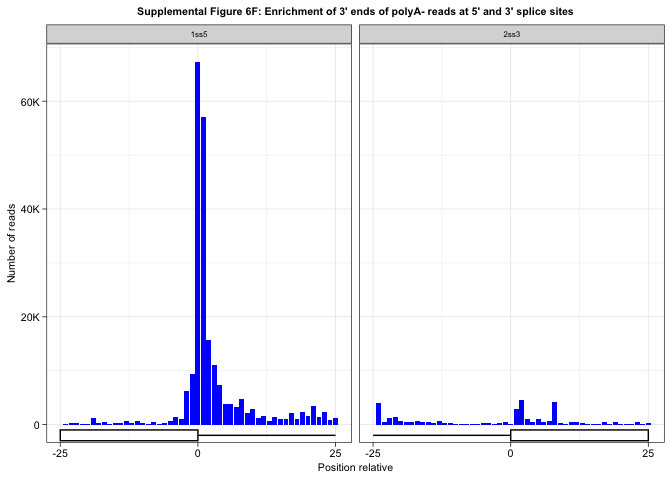 Supplemental Figure 6F: Enrichment of 3' ends of polyA- reads at 5' and 3' splice sites
1ss5
2ss3
Number of reads
60K
40K
20K
0
-25
0
25
-25
0
25
Position relative